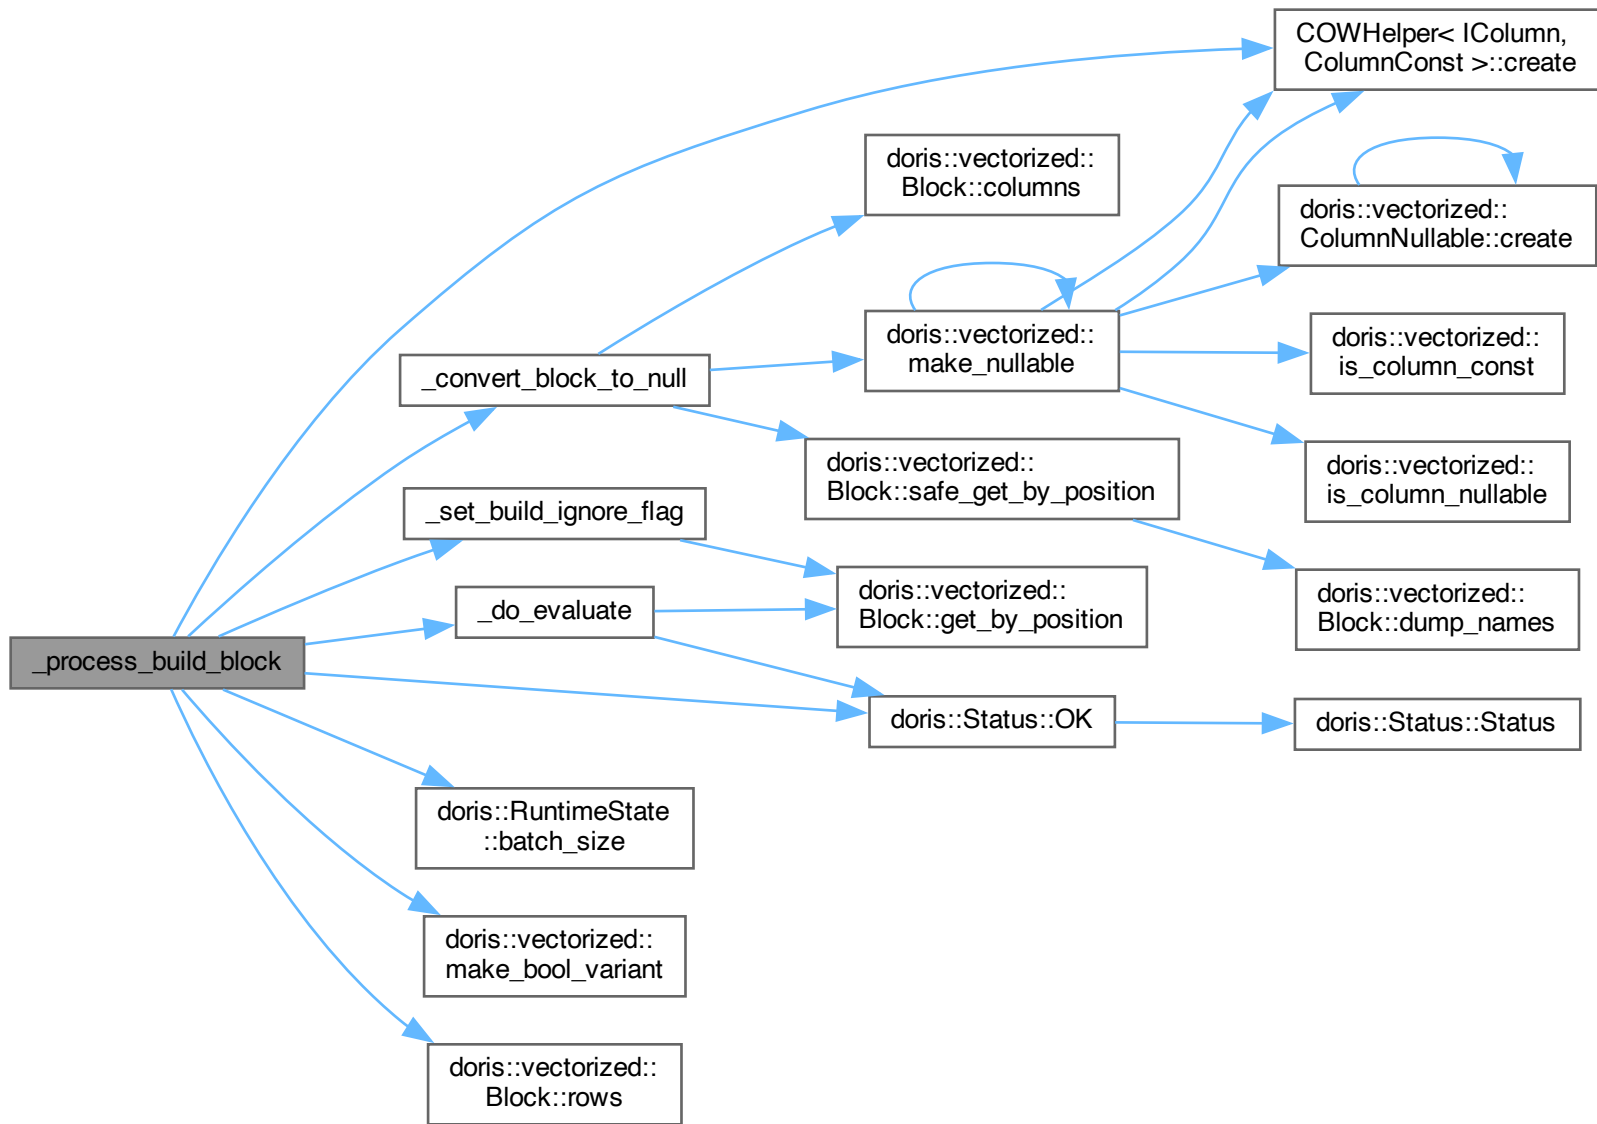 COWHelper< IColumn,
ColumnConst >::create
doris::vectorized::
Block::columns
doris::vectorized::
ColumnNullable::create
doris::vectorized::
make_nullable
_convert_block_to_null
doris::vectorized::
is_column_const
doris::vectorized::
Block::safe_get_by_position
doris::vectorized::
is_column_nullable
_set_build_ignore_flag
_do_evaluate
doris::vectorized::
Block::get_by_position
doris::vectorized::
Block::dump_names
_process_build_block
doris::Status::OK
doris::Status::Status
doris::RuntimeState
::batch_size
doris::vectorized::
make_bool_variant
doris::vectorized::
Block::rows